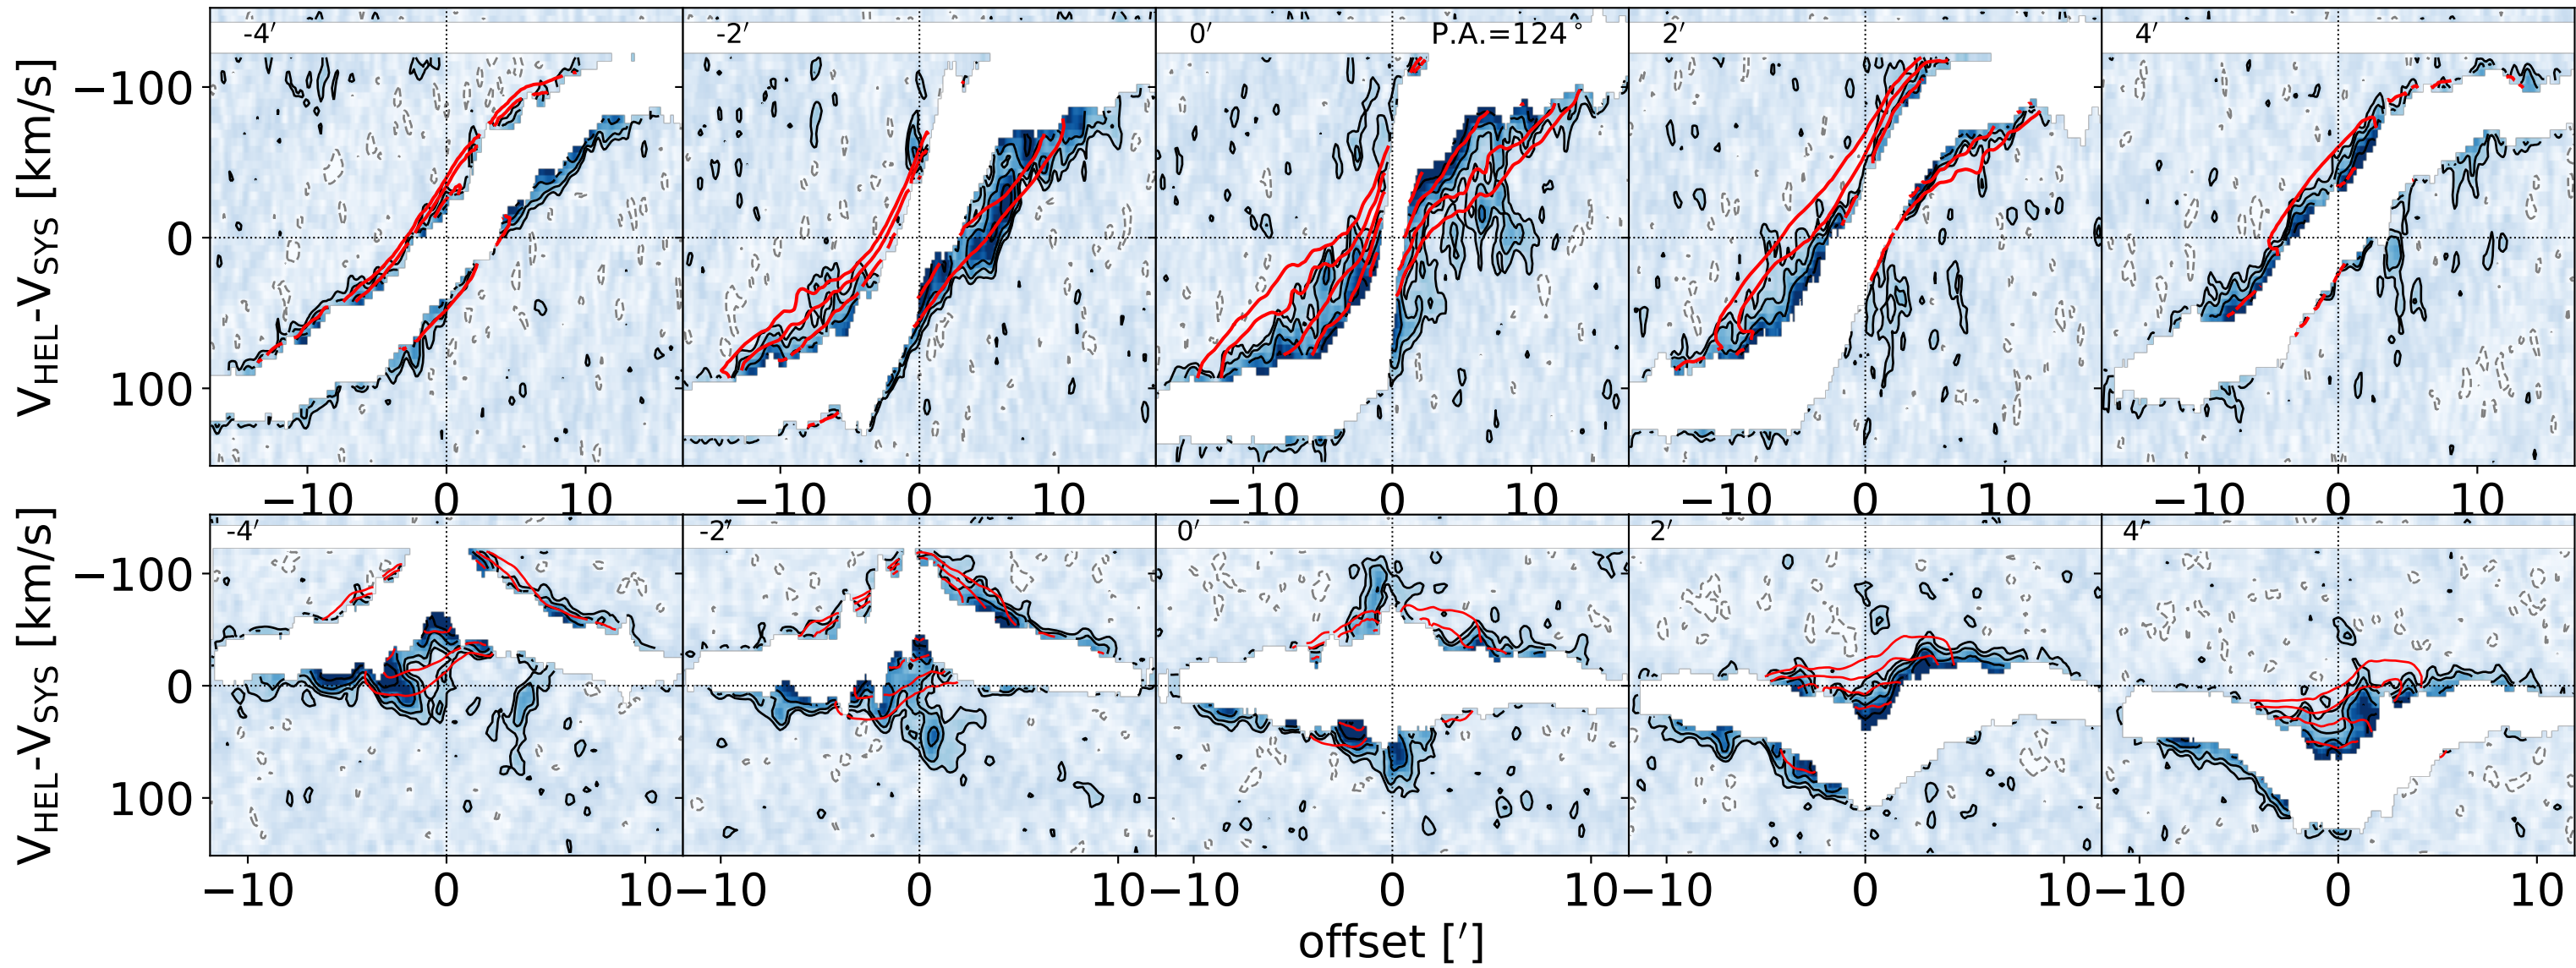 -4′ -2′ 0′ P.A.=124° 2′ 4′
V_HEL-V_SYS [km/s]
−100
0
100
−10 0 10 −10 0 10 −10 0 10 −10 0 10 −10 0 10
-4′ -2′ 0′ 2′ 4′
V_HEL-V_SYS [km/s]
−100
0
100
−10 0 10 −10 0 10 −10 0 10 −10 0 10 −10 0 10
offset [′]